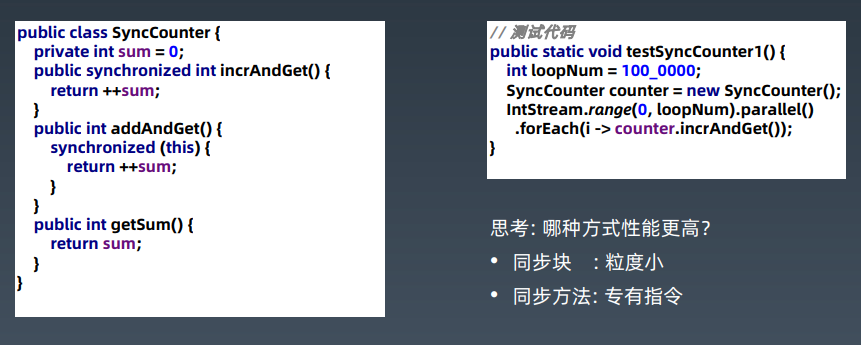 public class SyncCounter {
private int sum = 0;
public synchronized int incrAndGet() {
return ++sum;
}
public int addAndGet() {
synchronized (this) {
return ++sum;
}
}
public int getSum() {
return sum;
}
}
// 测试代码
public static void testSyncCounter1() {
int loopNum = 100_0000;
SyncCounter counter = new SyncCounter();
IntStream.range(0, loopNum).parallel()
.forEach(i -> counter.incrAndGet());
}
思考: 哪种方式性能更高?
• 同步块 : 粒度小
• 同步方法: 专有指令